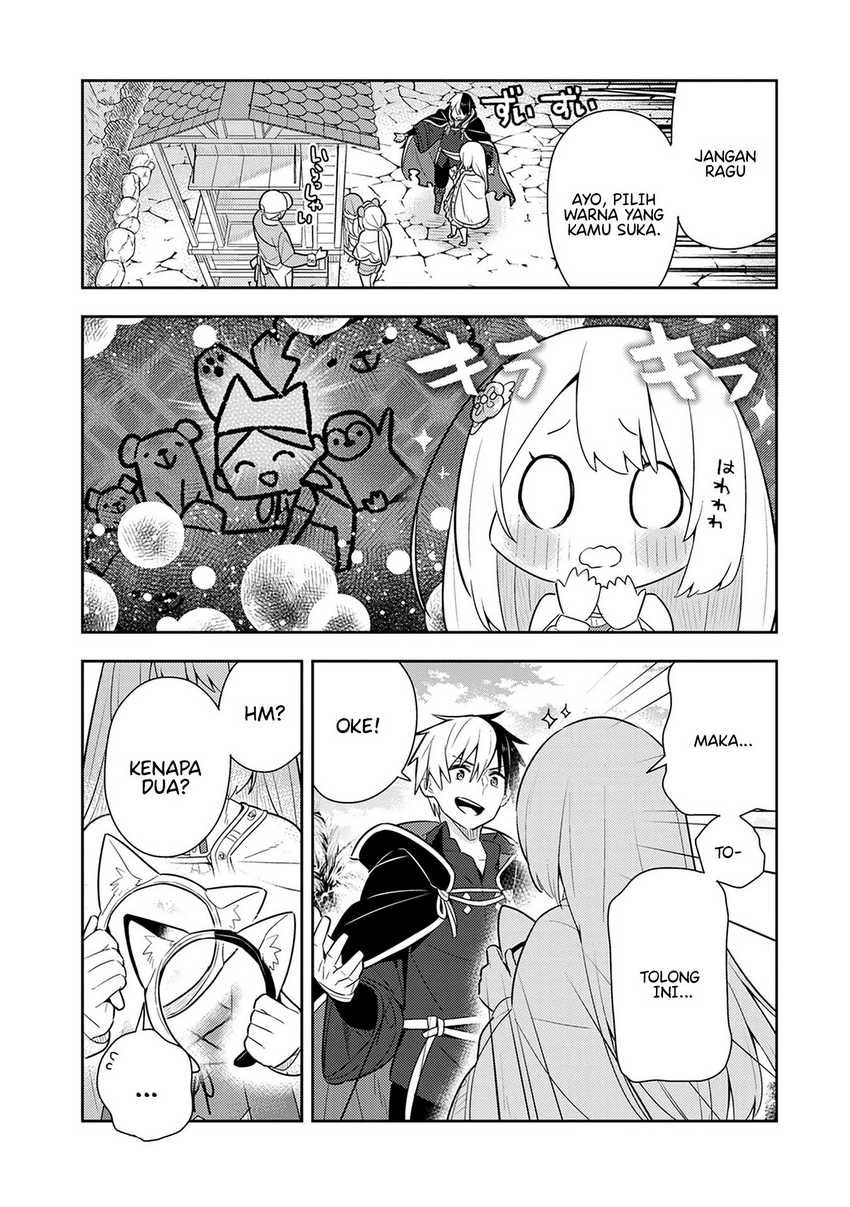 JANGAN
RAGU
AYO, PILIH
WARNA YANG
KAMU SUKA.
ずいずい
いらっしゃい
キラキラ
はわわわ
MAKA...
TO-
TOLONG
INI...
OKE!
HM?
KENAPA
DUA?
...